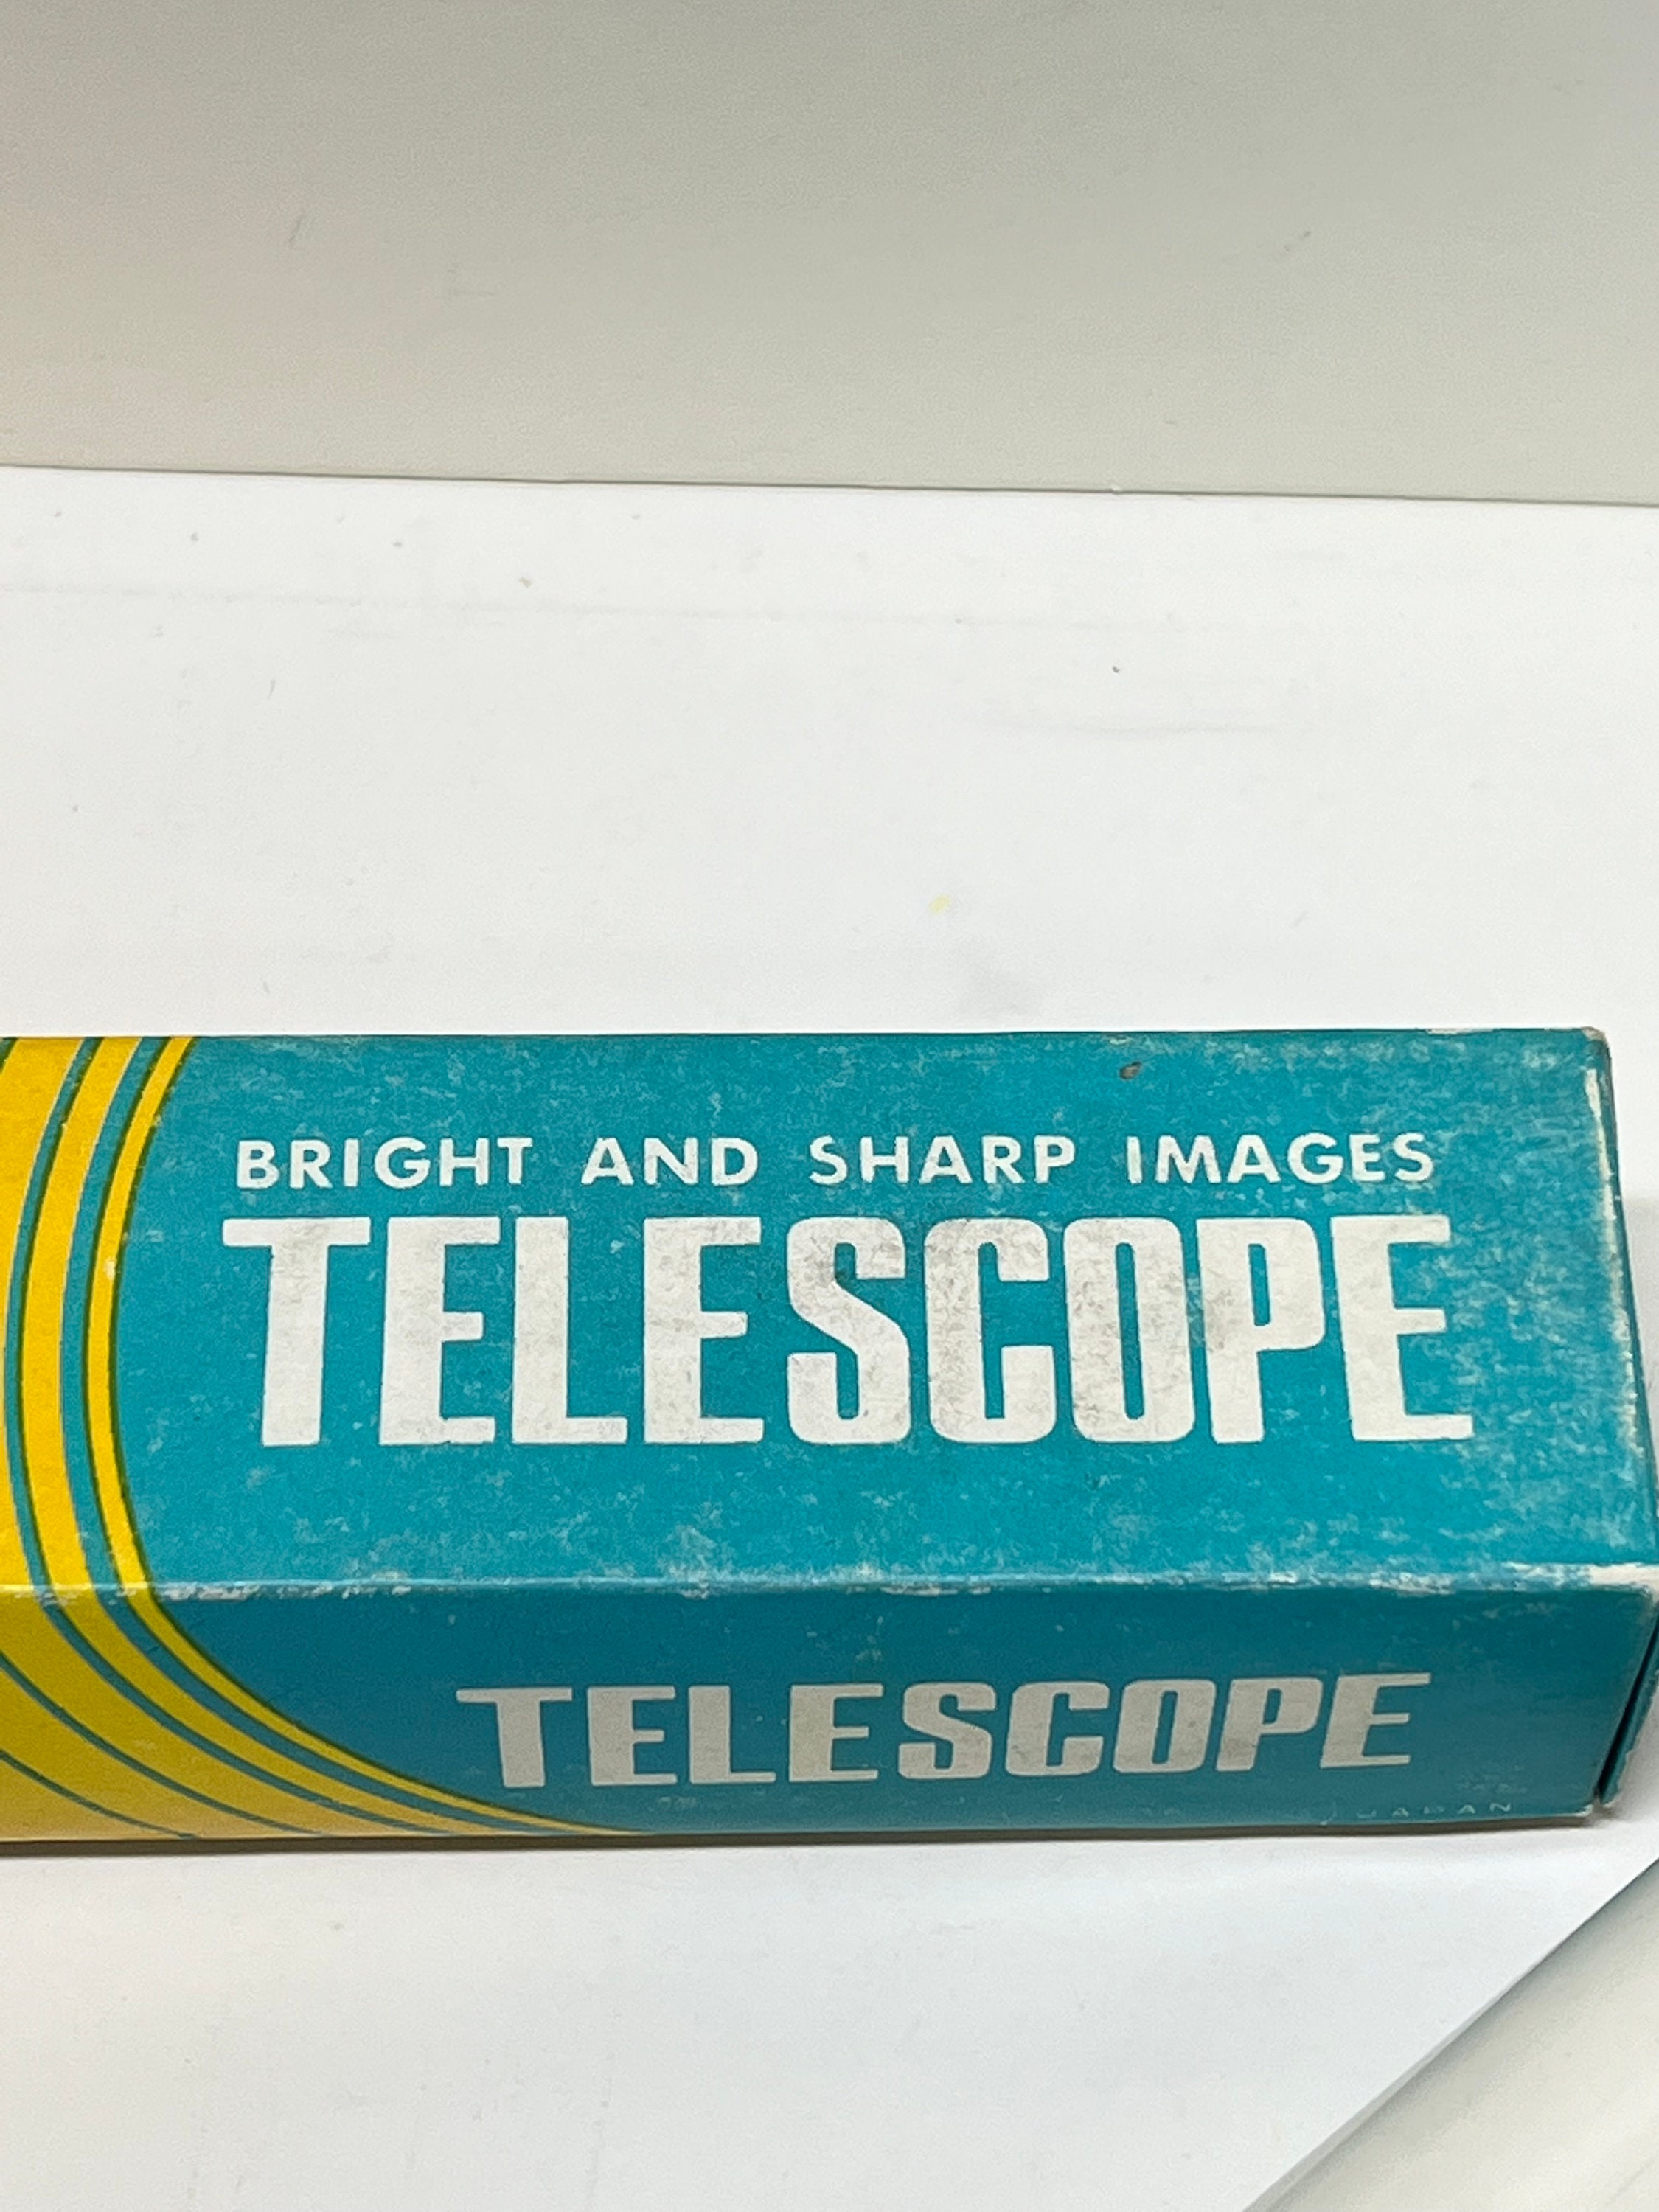 BRIGHT AND SHARP IMAGES
TELESCOPE
TELESCOPE
JAPAN